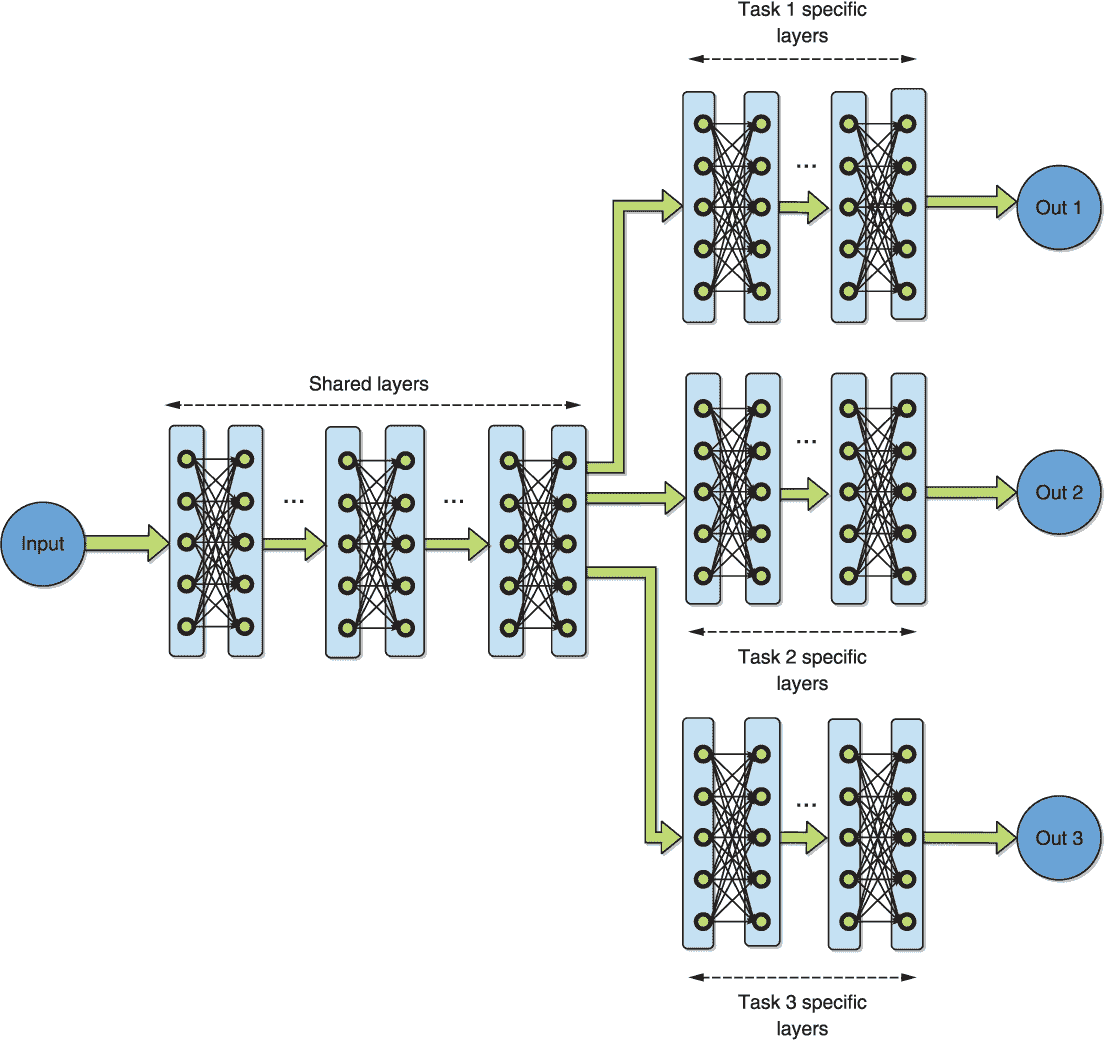 Task 1 specific
layers
...
Out 1
Shared layers
...
...
...
Input
Out 2
Task 2 specific
layers
...
Out 3
Task 3 specific
layers